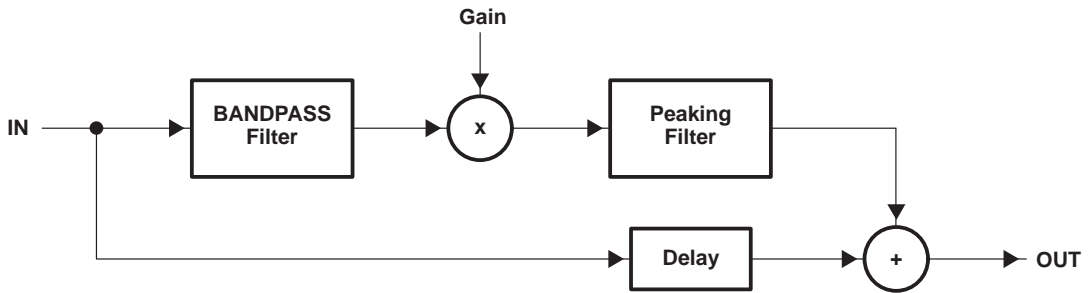 Gain
IN
BANDPASS
Filter
x
Peaking
Filter
Delay
+
OUT